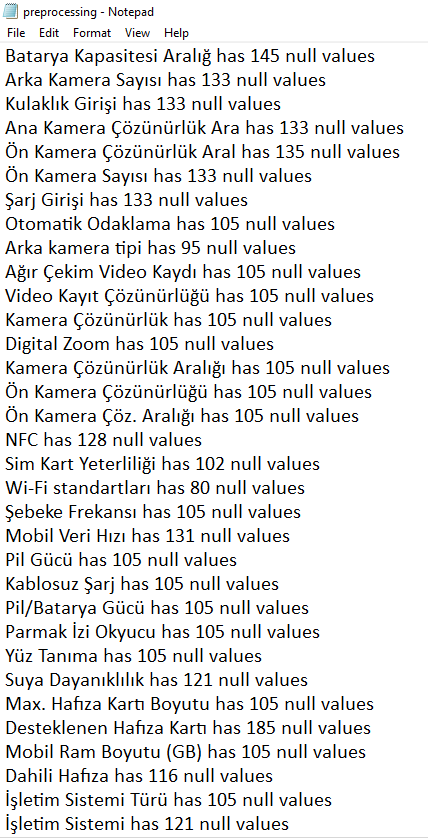 preprocessing - Notepad
File Edit Format View Help
Batarya Kapasitesi Aralığ has 145 null values
Arka Kamera Sayısı has 133 null values
Kulaklık Girişi has 133 null values
Ana Kamera Çözünürlük Ara has 133 null values
Ön Kamera Çözünürlük Aral has 135 null values
Ön Kamera Sayısı has 133 null values
Şarj Girişi has 133 null values
Otomatik Odaklama has 105 null values
Arka kamera tipi has 95 null values
Ağır Çekim Video Kaydı has 105 null values
Video Kayıt Çözünürlüğü has 105 null values
Kamera Çözünürlük has 105 null values
Digital Zoom has 105 null values
Kamera Çözünürlük Aralığı has 105 null values
Ön Kamera Çözünürlüğü has 105 null values
Ön Kamera Çöz. Aralığı has 105 null values
NFC has 128 null values
Sim Kart Yeterliliği has 102 null values
Wi-Fi standartları has 80 null values
Şebeke Frekansı has 105 null values
Mobil Veri Hızı has 131 null values
Pil Gücü has 105 null values
Kablosuz Şarj has 105 null values
Pil/Batarya Gücü has 105 null values
Parmak İzi Okyucu has 105 null values
Yüz Tanıma has 105 null values
Suya Dayanıklılık has 121 null values
Max. Hafıza Kartı Boyutu has 105 null values
Desteklenen Hafıza Kartı has 185 null values
Mobil Ram Boyutu (GB) has 105 null values
Dahili Hafıza has 116 null values
İşletim Sistemi Türü has 105 null values
İşletim Sistemi has 121 null values